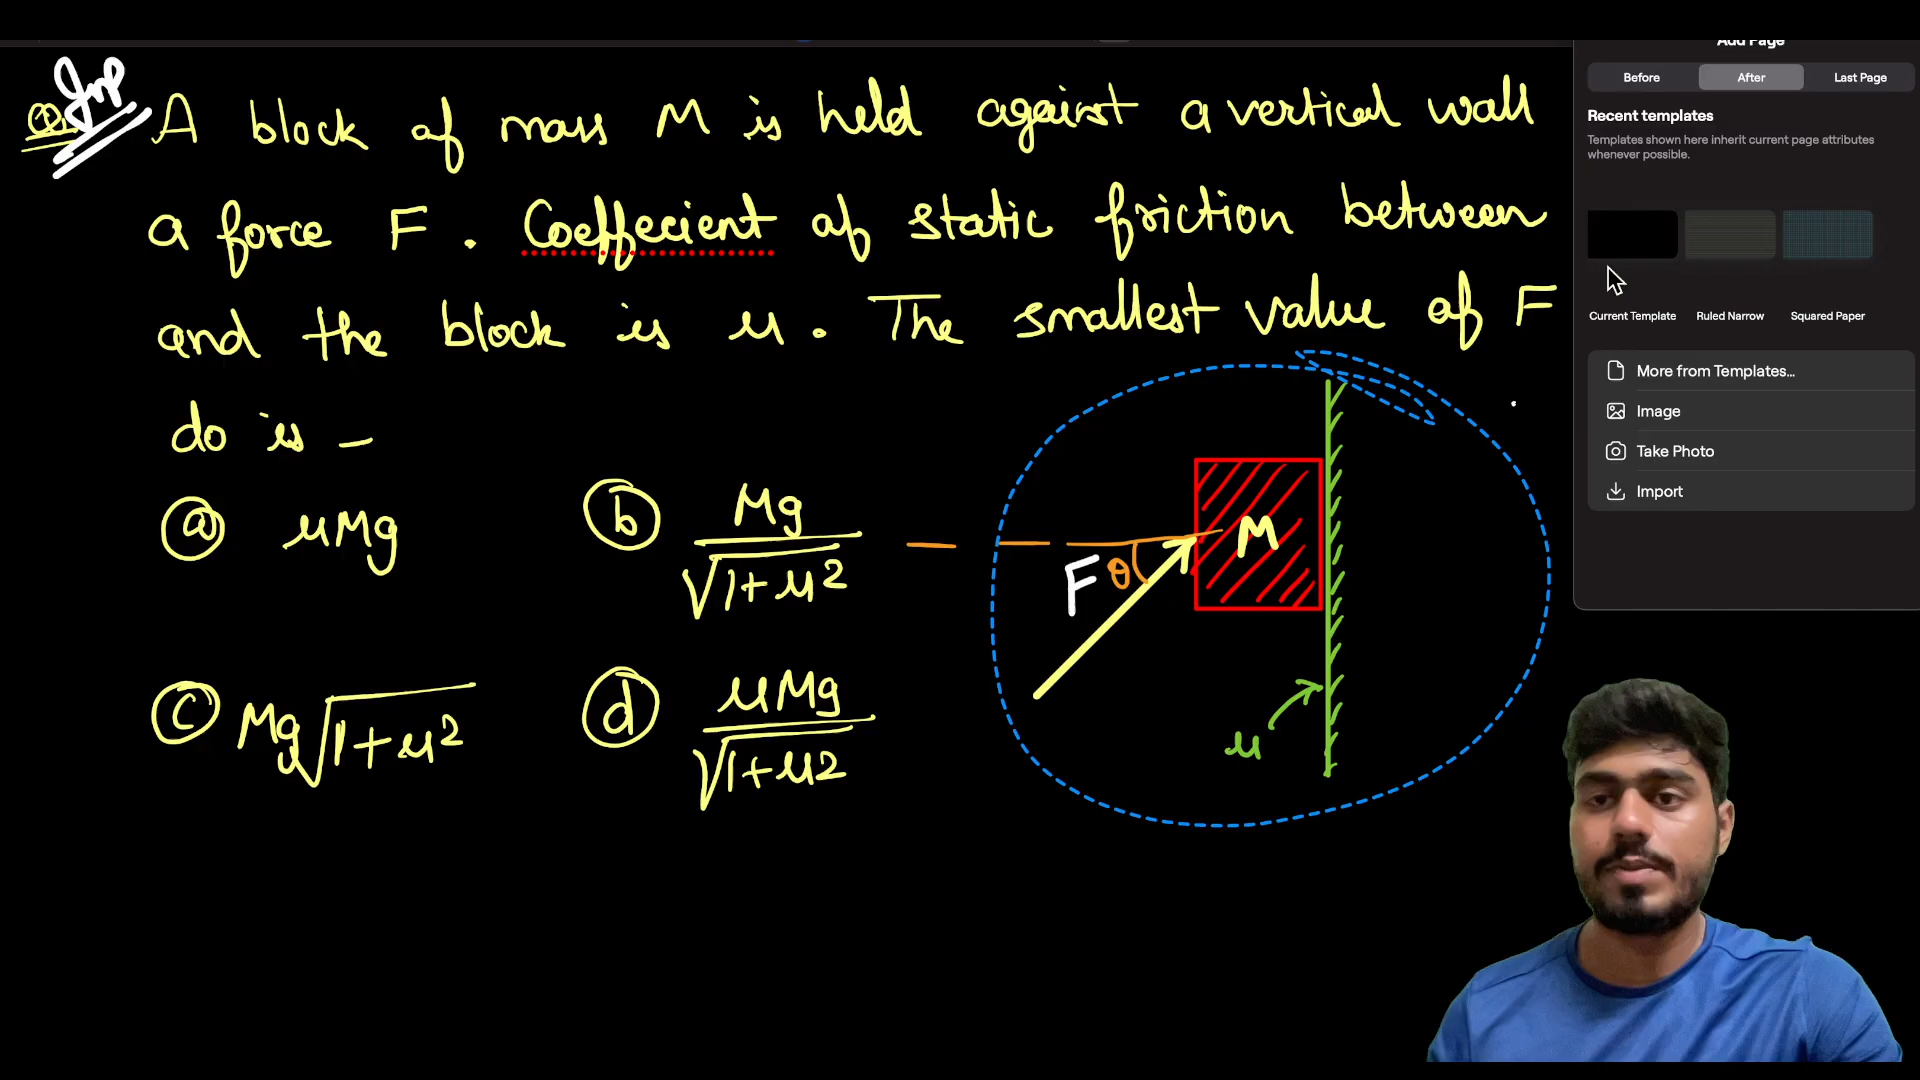 Imp
Q. A block of mass M is held against a vertical wall
a force F. Coeffecient of static friction between
and the block is μ. The smallest value of F
do is -
(a) μMg
(b) Mg / √1+μ2
(c) Mg√1+μ2
(d) μMg / √1+μ2
M
F θ
μ
Add Page
Before After Last Page
Recent templates
Templates shown here inherit current page attributes
whenever possible.
Current Template Ruled Narrow Squared Paper
More from Templates...
Image
Take Photo
Import